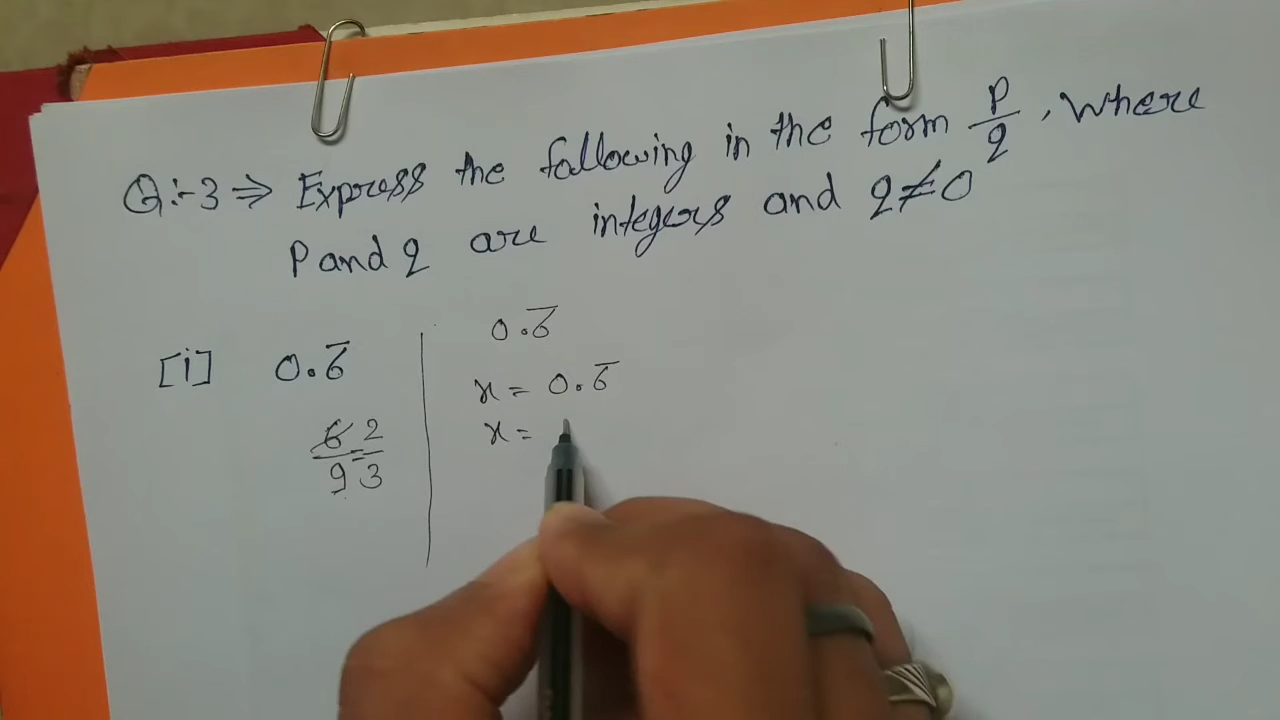 Q:-3⇒ Express the following in the form P/q, where
P and q are integers and q≠0
[i] 0.6̅
6/9=2/3
0.6̅
x = 0.6̅
x =